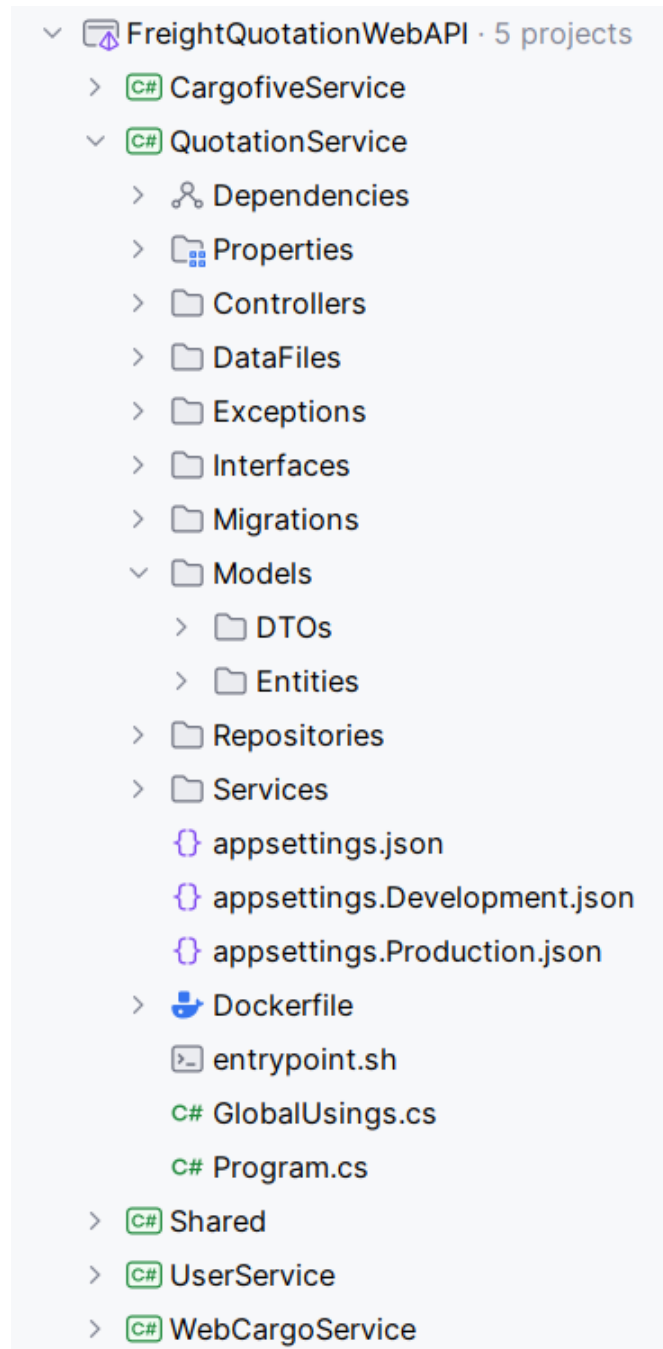 FreightQuotationWebAPI · 5 projects
C# CargofiveService
C# QuotationService
Dependencies
Properties
Controllers
DataFiles
Exceptions
Interfaces
Migrations
Models
DTOs
Entities
Repositories
Services
{} appsettings.json
{} appsettings.Development.json
{} appsettings.Production.json
Dockerfile
entrypoint.sh
C# GlobalUsings.cs
C# Program.cs
C# Shared
C# UserService
C# WebCargoService